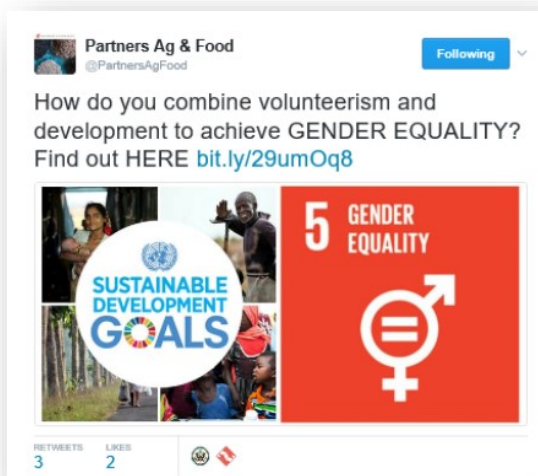 Partners Ag & Food
@PartnersAgFood
Following
How do you combine volunteerism and
development to achieve GENDER EQUALITY?
Find out HERE bit.ly/29umOq8
SUSTAINABLE
DEVELOPMENT
GOALS
5 GENDER
EQUALITY
RETWEETS LIKES
3 2